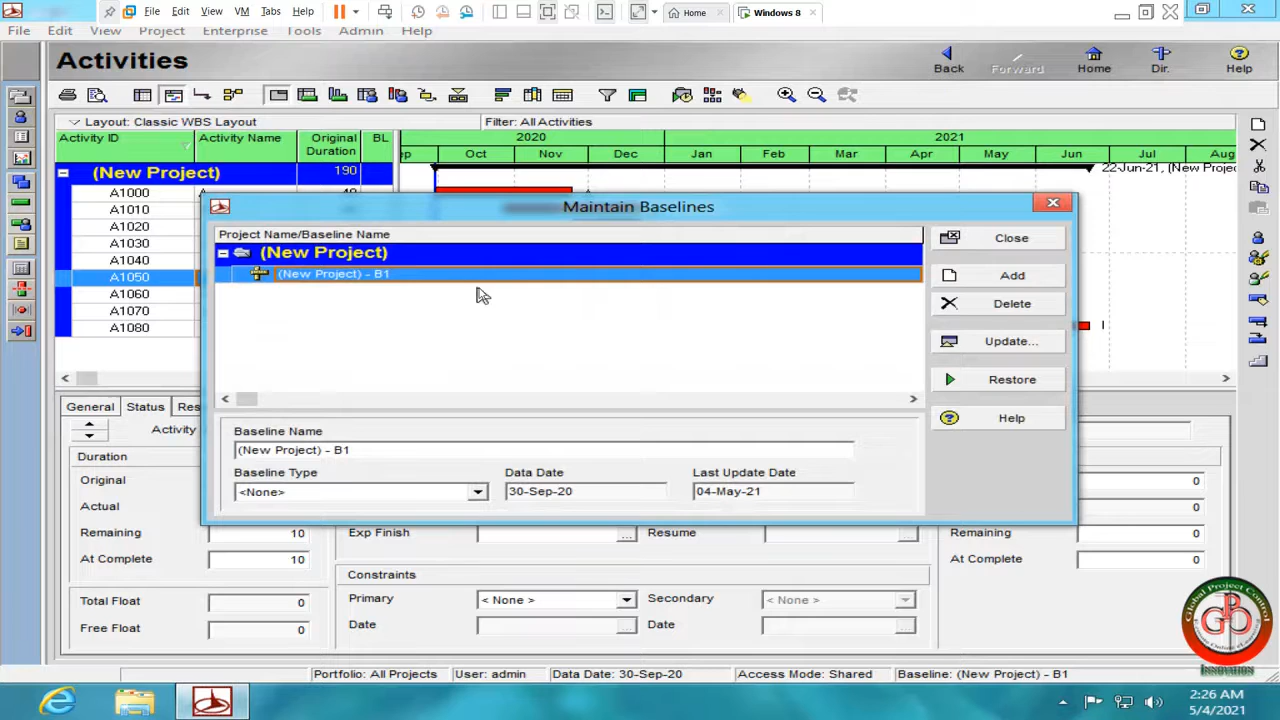 File Edit View VM Tabs Help Home Windows 8
File Edit View Project Enterprise Tools Admin Help
Activities
Back Forward Home Dir. Help
Layout: Classic WBS Layout Filter: All Activities
Activity ID Activity Name Original Duration BL 2020 2021
Oct Nov Dec Jan Feb Mar Apr May Jun Jul Aug
(New Project) 190 22-Jun-21, (New Projec
A1000
A1010
A1020
A1030
A1040
A1050
A1060
A1070
A1080
Maintain Baselines
Project Name/Baseline Name
(New Project)
(New Project) - B1
Close
Add
Delete
Update...
Restore
Help
Baseline Name
(New Project) - B1
Baseline Type Data Date Last Update Date
<None> 30-Sep-20 04-May-21
General Status Res
Activity
Duration
Original 0
Actual 0
Remaining 10 Exp Finish Resume Remaining 0
At Complete 10 At Complete 0
Constraints
Total Float 0 Primary < None > Secondary < None >
Free Float 0 Date Date
Portfolio: All Projects User: admin Data Date: 30-Sep-20 Access Mode: Shared Baseline: (New Project) - B1
Global Project Control
INNOVATION
2:26 AM
5/4/2021